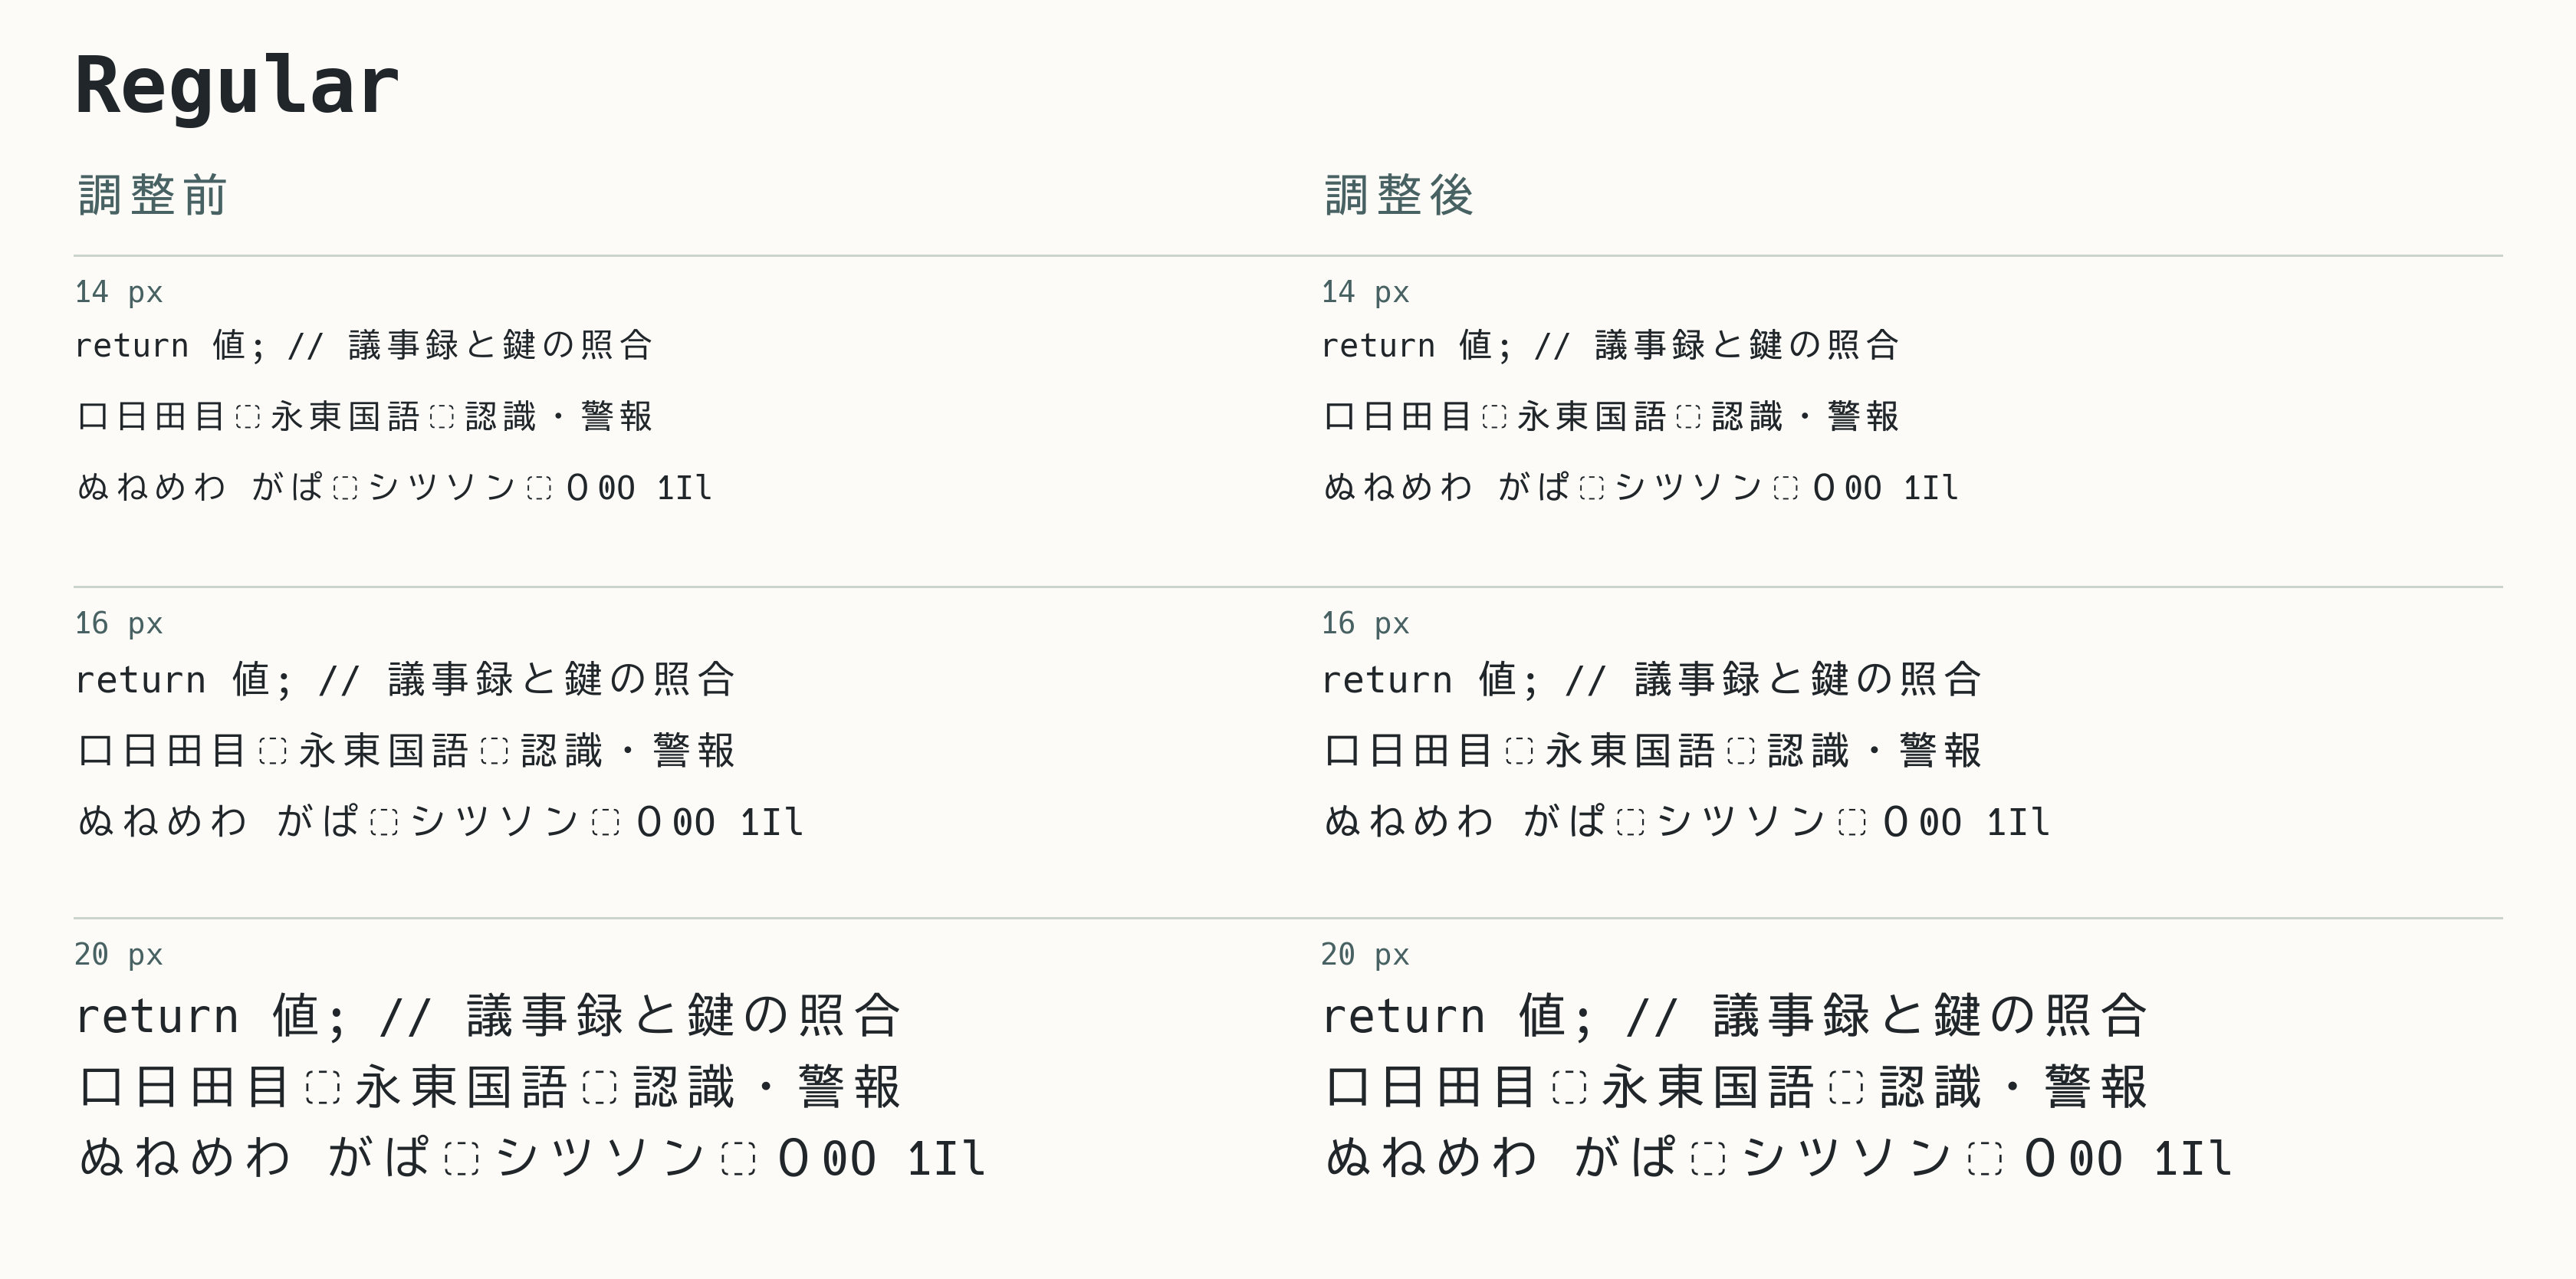 Regular
調整前
調整後
14 px
return 値; // 議事録と鍵の照合
口日田目　永東国語　認識・警報
ぬねめわ がぱ　シツソン　O0O 1Il
14 px
return 値; // 議事録と鍵の照合
口日田目　永東国語　認識・警報
ぬねめわ がぱ　シツソン　O0O 1Il
16 px
return 値; // 議事録と鍵の照合
口日田目　永東国語　認識・警報
ぬねめわ がぱ　シツソン　O0O 1Il
16 px
return 値; // 議事録と鍵の照合
口日田目　永東国語　認識・警報
ぬねめわ がぱ　シツソン　O0O 1Il
20 px
return 値; // 議事録と鍵の照合
口日田目　永東国語　認識・警報
ぬねめわ がぱ　シツソン　O0O 1Il
20 px
return 値; // 議事録と鍵の照合
口日田目　永東国語　認識・警報
ぬねめわ がぱ　シツソン　O0O 1Il